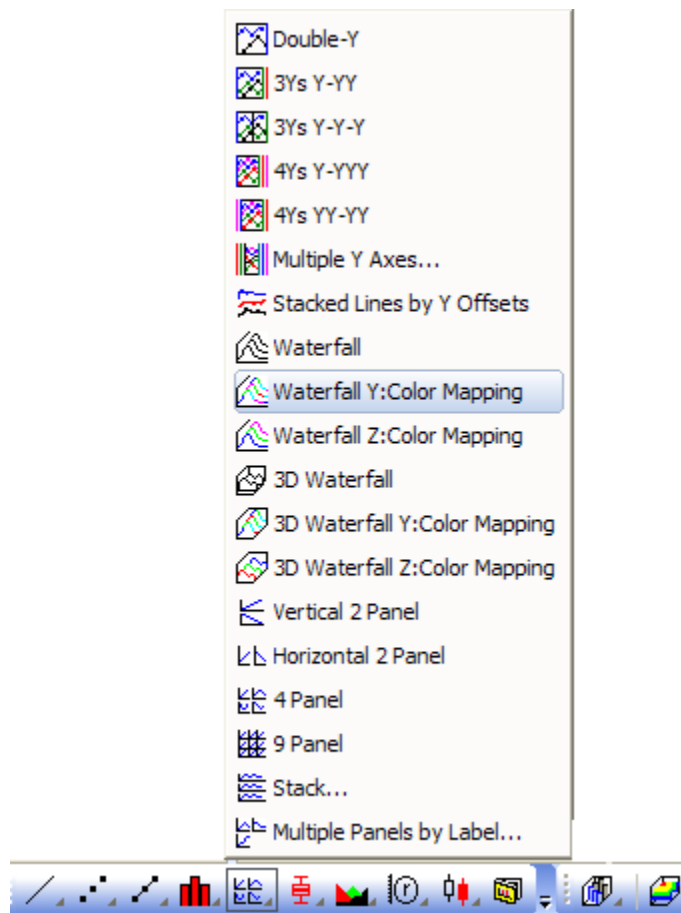 Double-Y
3Ys Y-YY
3Ys Y-Y-Y
4Ys Y-YYY
4Ys YY-YY
Multiple Y Axes...
Stacked Lines by Y Offsets
Waterfall
Waterfall Y:Color Mapping
Waterfall Z:Color Mapping
3D Waterfall
3D Waterfall Y:Color Mapping
3D Waterfall Z:Color Mapping
Vertical 2 Panel
Horizontal 2 Panel
4 Panel
9 Panel
Stack...
Multiple Panels by Label...